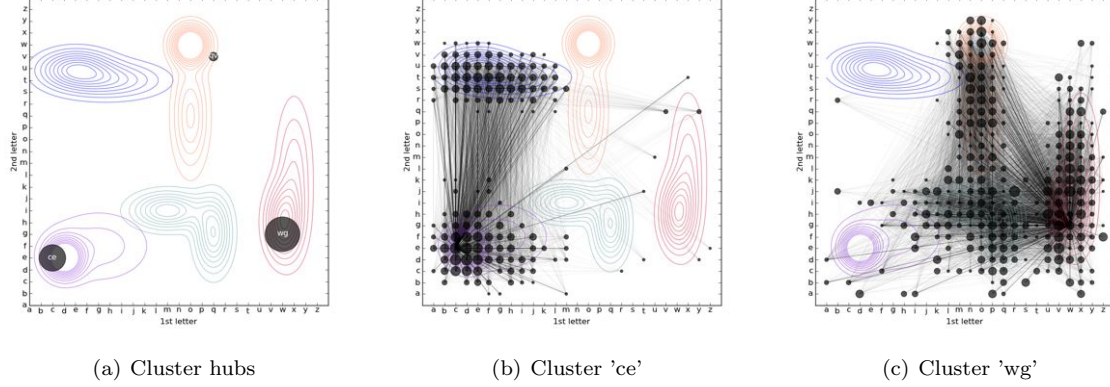 z
y
x
w
v
u
t
s
r
q
p
o
n
m
l
k
j
i
h
g
f
e
d
c
b
a
2nd letter
ce
wg
a b c d e f g h i j k l m n o p q r s t u v w x y z
1st letter
(a) Cluster hubs
z
y
x
w
v
u
t
s
r
q
p
o
n
m
l
k
j
i
h
g
f
e
d
c
b
a
2nd letter
a b c d e f g h i j k l m n o p q r s t u v w x y z
1st letter
(b) Cluster 'ce'
z
y
x
w
v
u
t
s
r
q
p
o
n
m
l
k
j
i
h
g
f
e
d
c
b
a
2nd letter
a b c d e f g h i j k l m n o p q r s t u v w x y z
1st letter
(c) Cluster 'wg'